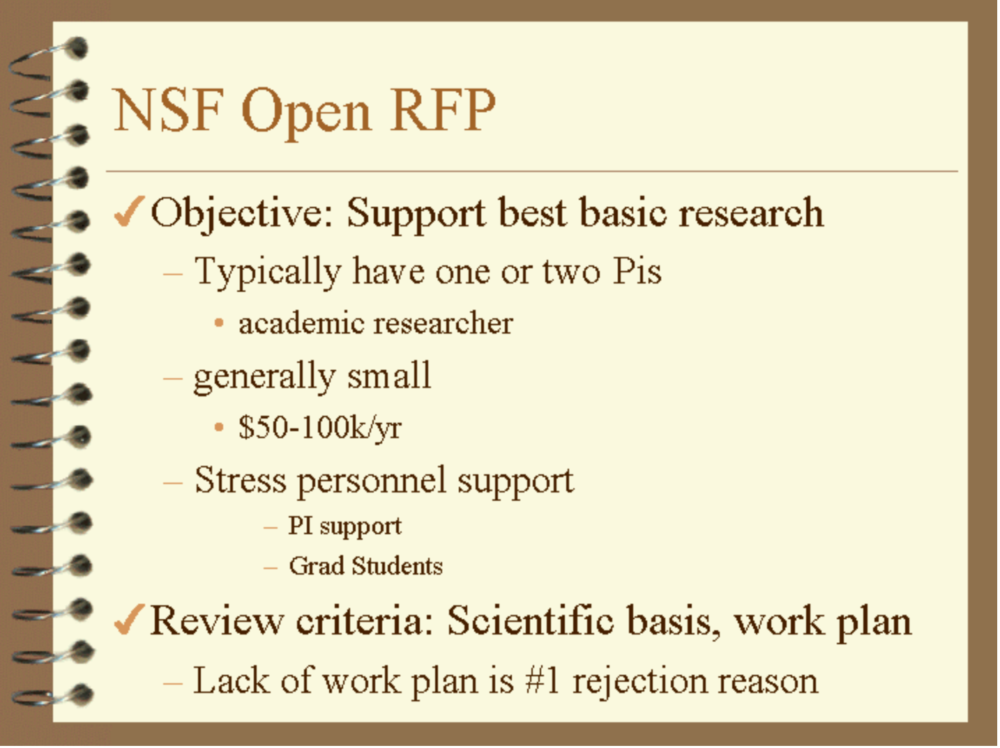 NSF Open RFP
✓Objective: Support best basic research
– Typically have one or two Pis
• academic researcher
– generally small
• $50-100k/yr
– Stress personnel support
– PI support
– Grad Students
✓Review criteria: Scientific basis, work plan
– Lack of work plan is #1 rejection reason